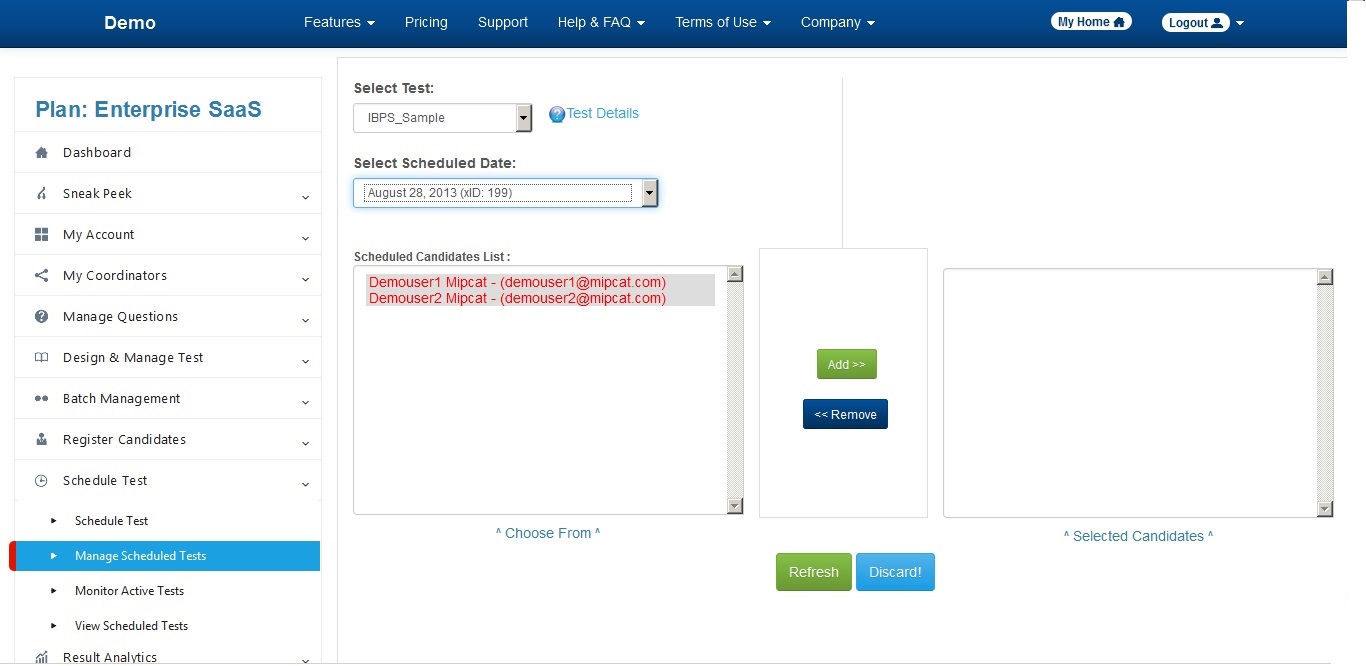 Demo
Features
Pricing
Support
Help & FAQ
Terms of Use
Company
My Home
Logout
Plan: Enterprise SaaS
Dashboard
Sneak Peek
My Account
My Coordinators
Manage Questions
Design & Manage Test
Batch Management
Register Candidates
Schedule Test
Schedule Test
Manage Scheduled Tests
Monitor Active Tests
View Scheduled Tests
Result Analytics
Select Test:
IBPS_Sample
Test Details
Select Scheduled Date:
August 28, 2013 (xID: 199)
Scheduled Candidates List :
Demouser1 Mipcat - (demouser1@mipcat.com)
Demouser2 Mipcat - (demouser2@mipcat.com)
^ Choose From ^
Add >>
<< Remove
^ Selected Candidates ^
Refresh
Discard!